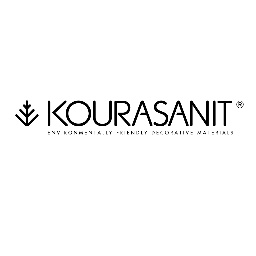 KOURASANIT®
ENVIRONMENTALLY FRIENDLY DECORATIVE MATERIALS